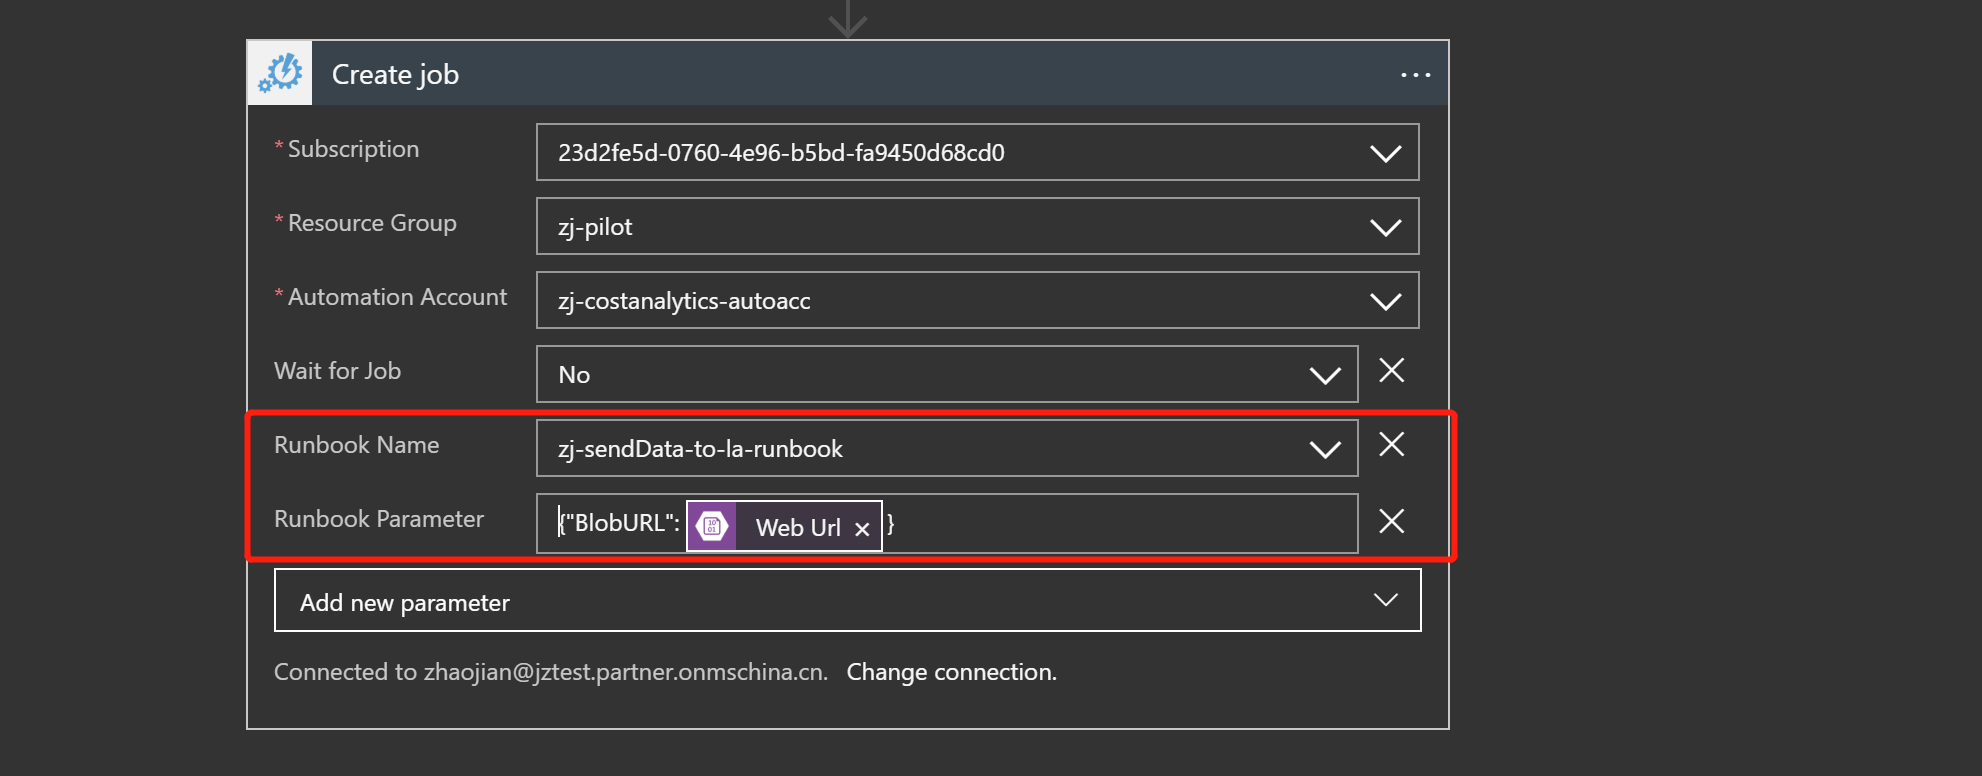 Create job ...
* Subscription 23d2fe5d-0760-4e96-b5bd-fa9450d68cd0
* Resource Group zj-pilot
* Automation Account zj-costanalytics-autoacc
Wait for Job No
Runbook Name zj-sendData-to-la-runbook
Runbook Parameter {"BlobURL": Web Url × }
Add new parameter
Connected to zhaojian@jztest.partner.onmschina.cn. Change connection.